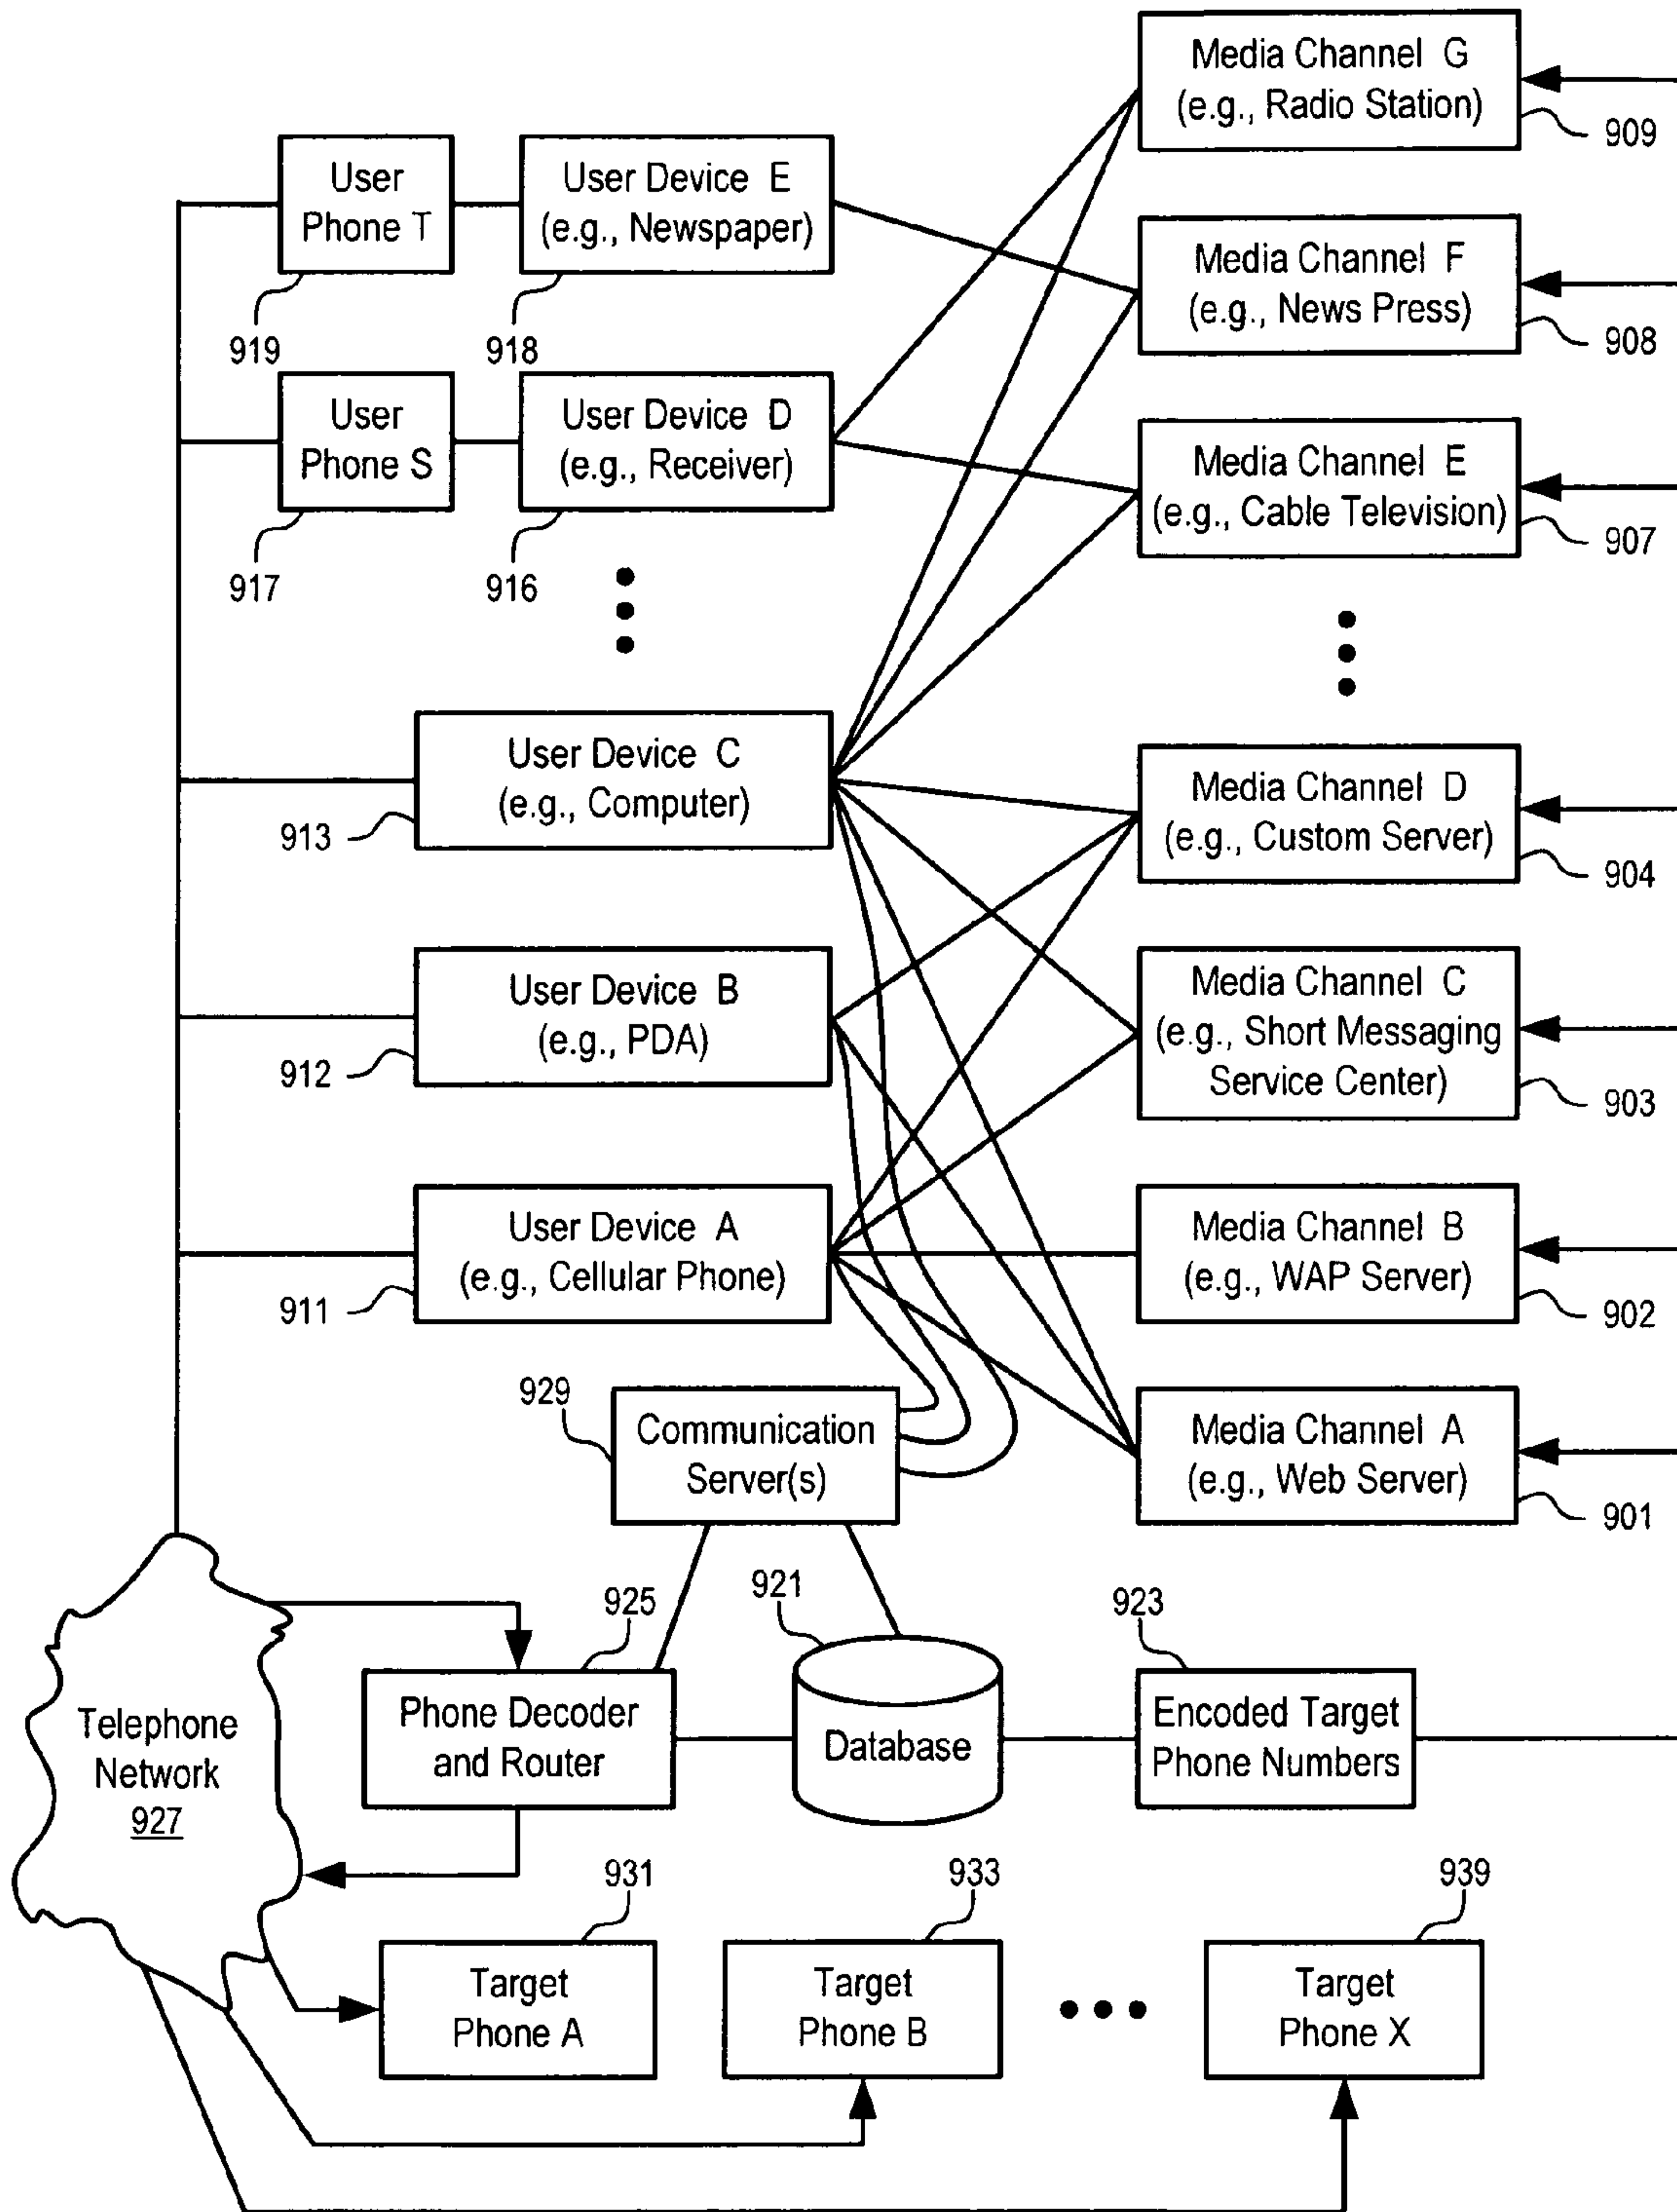 Media Channel G
(e.g., Radio Station)
909
User
Phone T
919
User Device E
(e.g., Newspaper)
918
Media Channel F
(e.g., News Press)
908
User
Phone S
917
User Device D
(e.g., Receiver)
916
Media Channel E
(e.g., Cable Television)
907
User Device C
(e.g., Computer)
913
Media Channel D
(e.g., Custom Server)
904
User Device B
(e.g., PDA)
912
Media Channel C
(e.g., Short Messaging
Service Center)
903
User Device A
(e.g., Cellular Phone)
911
Media Channel B
(e.g., WAP Server)
902
929
Communication
Server(s)
Media Channel A
(e.g., Web Server)
901
Telephone
Network
927
925
Phone Decoder
and Router
921
Database
923
Encoded Target
Phone Numbers
931
Target
Phone A
933
Target
Phone B
939
Target
Phone X